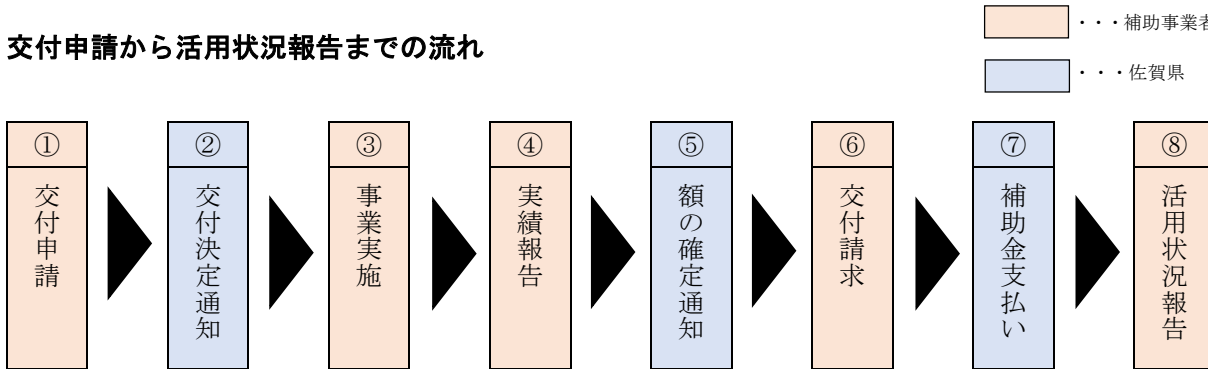 交付申請から活用状況報告までの流れ
・・・補助事業者
・・・佐賀県
①
交付申請
②
交付決定通知
③
事業実施
④
実績報告
⑤
額の確定通知
⑥
交付請求
⑦
補助金支払い
⑧
活用状況報告